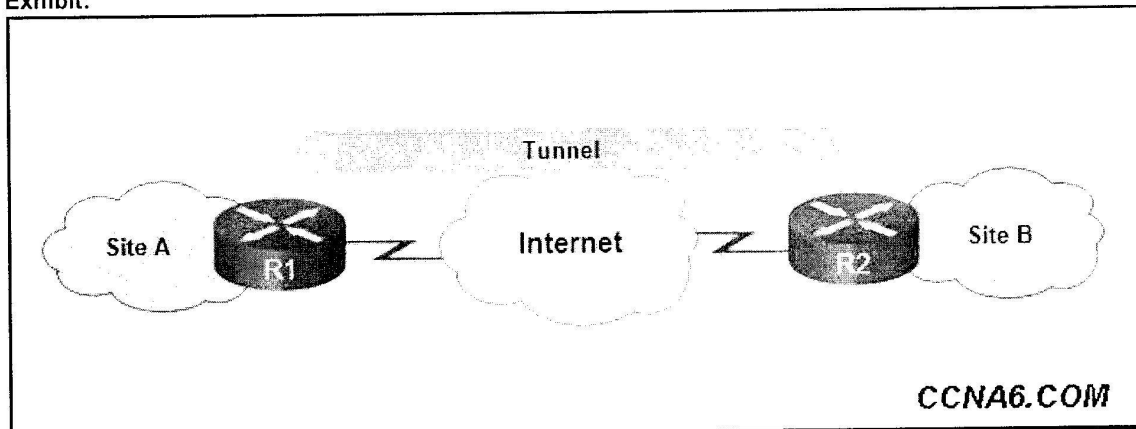 Exhibit:
Tunnel
Site A
R1
Internet
R2
Site B
CCNA6.COM